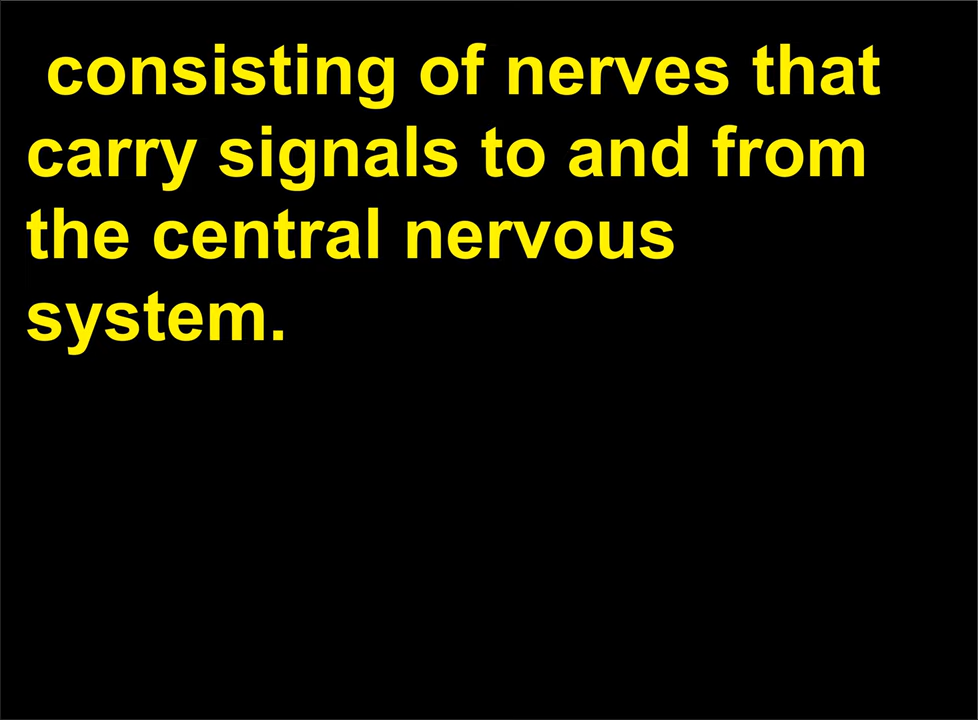 consisting of nerves that
carry signals to and from
the central nervous
system.